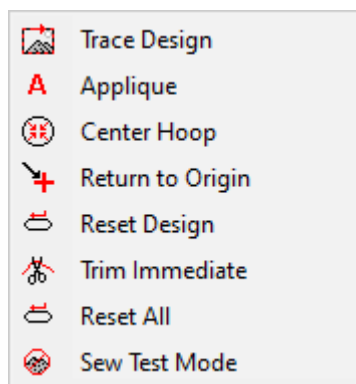 Trace Design
A Applique
Center Hoop
Return to Origin
Reset Design
Trim Immediate
Reset All
Sew Test Mode